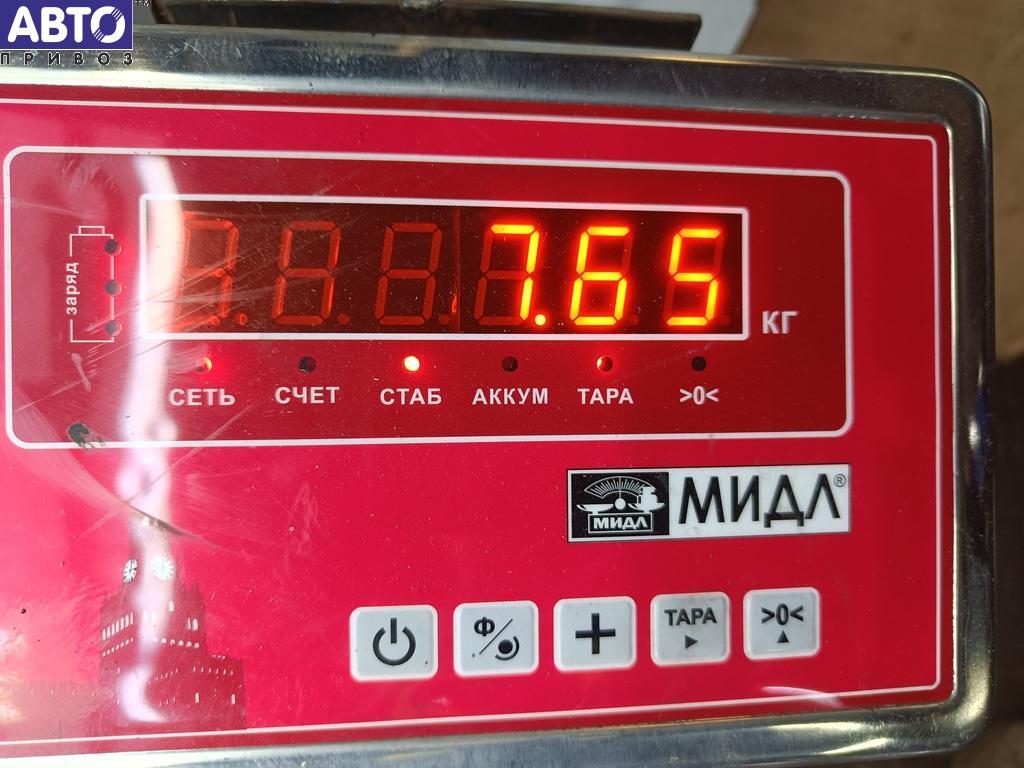 АВТО
ПРИВОЗ
заряд
7.65
КГ
СЕТЬ СЧЕТ СТАБ АККУМ ТАРА >0<
МИДЛ МИДЛ®
Ф + ТАРА >0<